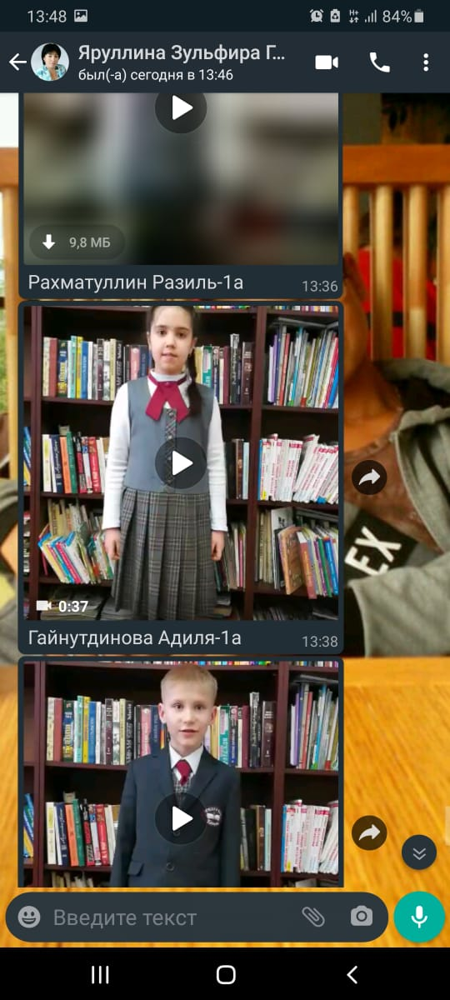 13:48
84%
Яруллина Зульфира Г...
был(-а) сегодня в 13:46
9,8 МБ
Рахматуллин Разиль-1а
13:36
EX
0:37
Гайнутдинова Адиля-1а
13:38
Введите текст